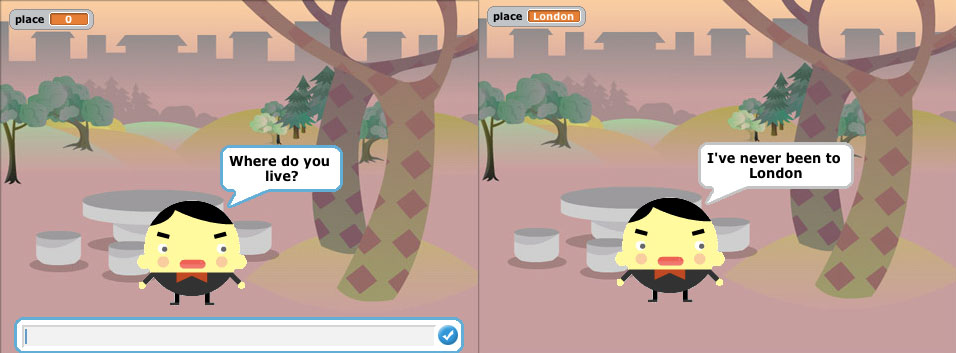 place 0
Where do you
live?
place London
I've never been to
London